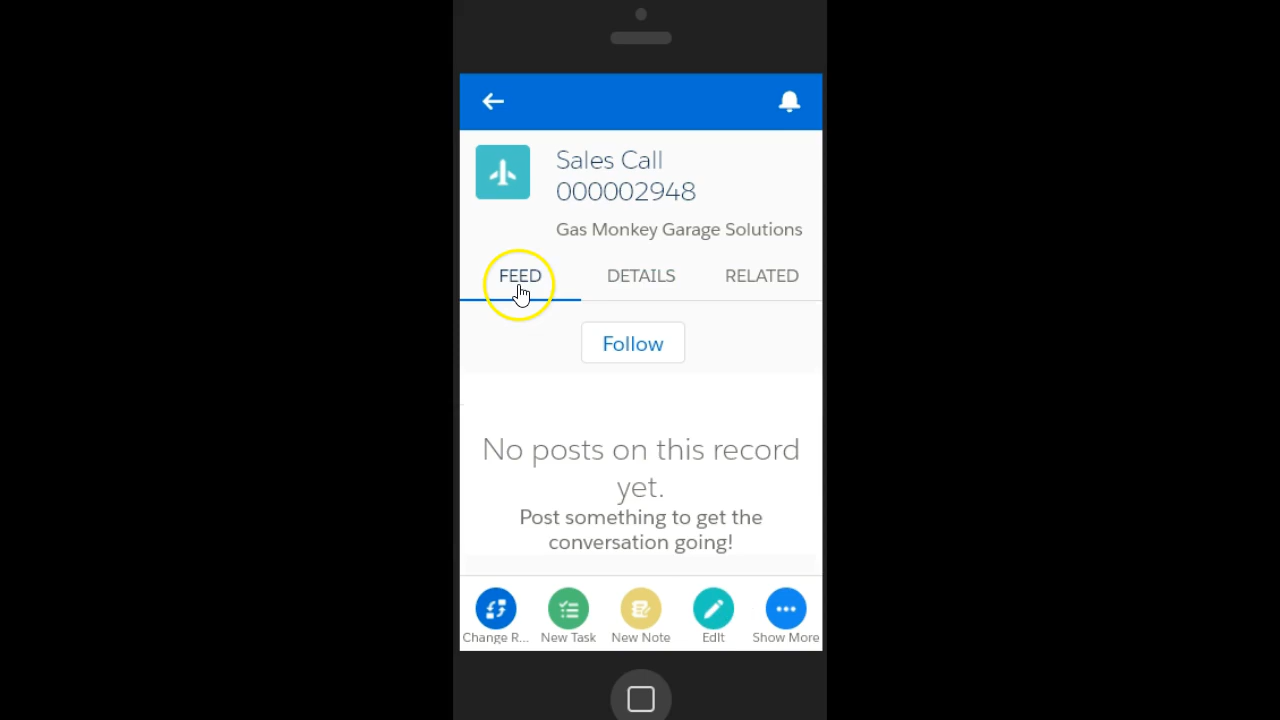 Sales Call
000002948
Gas Monkey Garage Solutions
FEED DETAILS RELATED
Follow
No posts on this record
yet.
Post something to get the
conversation going!
Change R... New Task New Note Edit Show More